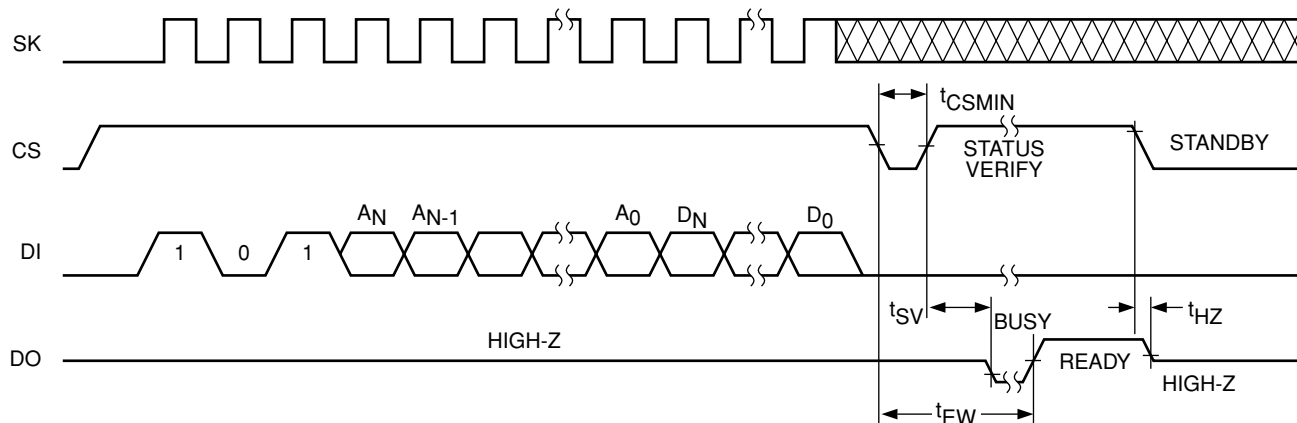 SK
CS
tCSMIN
STATUS
VERIFY
STANDBY
DI
1
0
1
AN
AN-1
A0
DN
D0
tSV
BUSY
tHZ
DO
HIGH-Z
READY
HIGH-Z
tEW